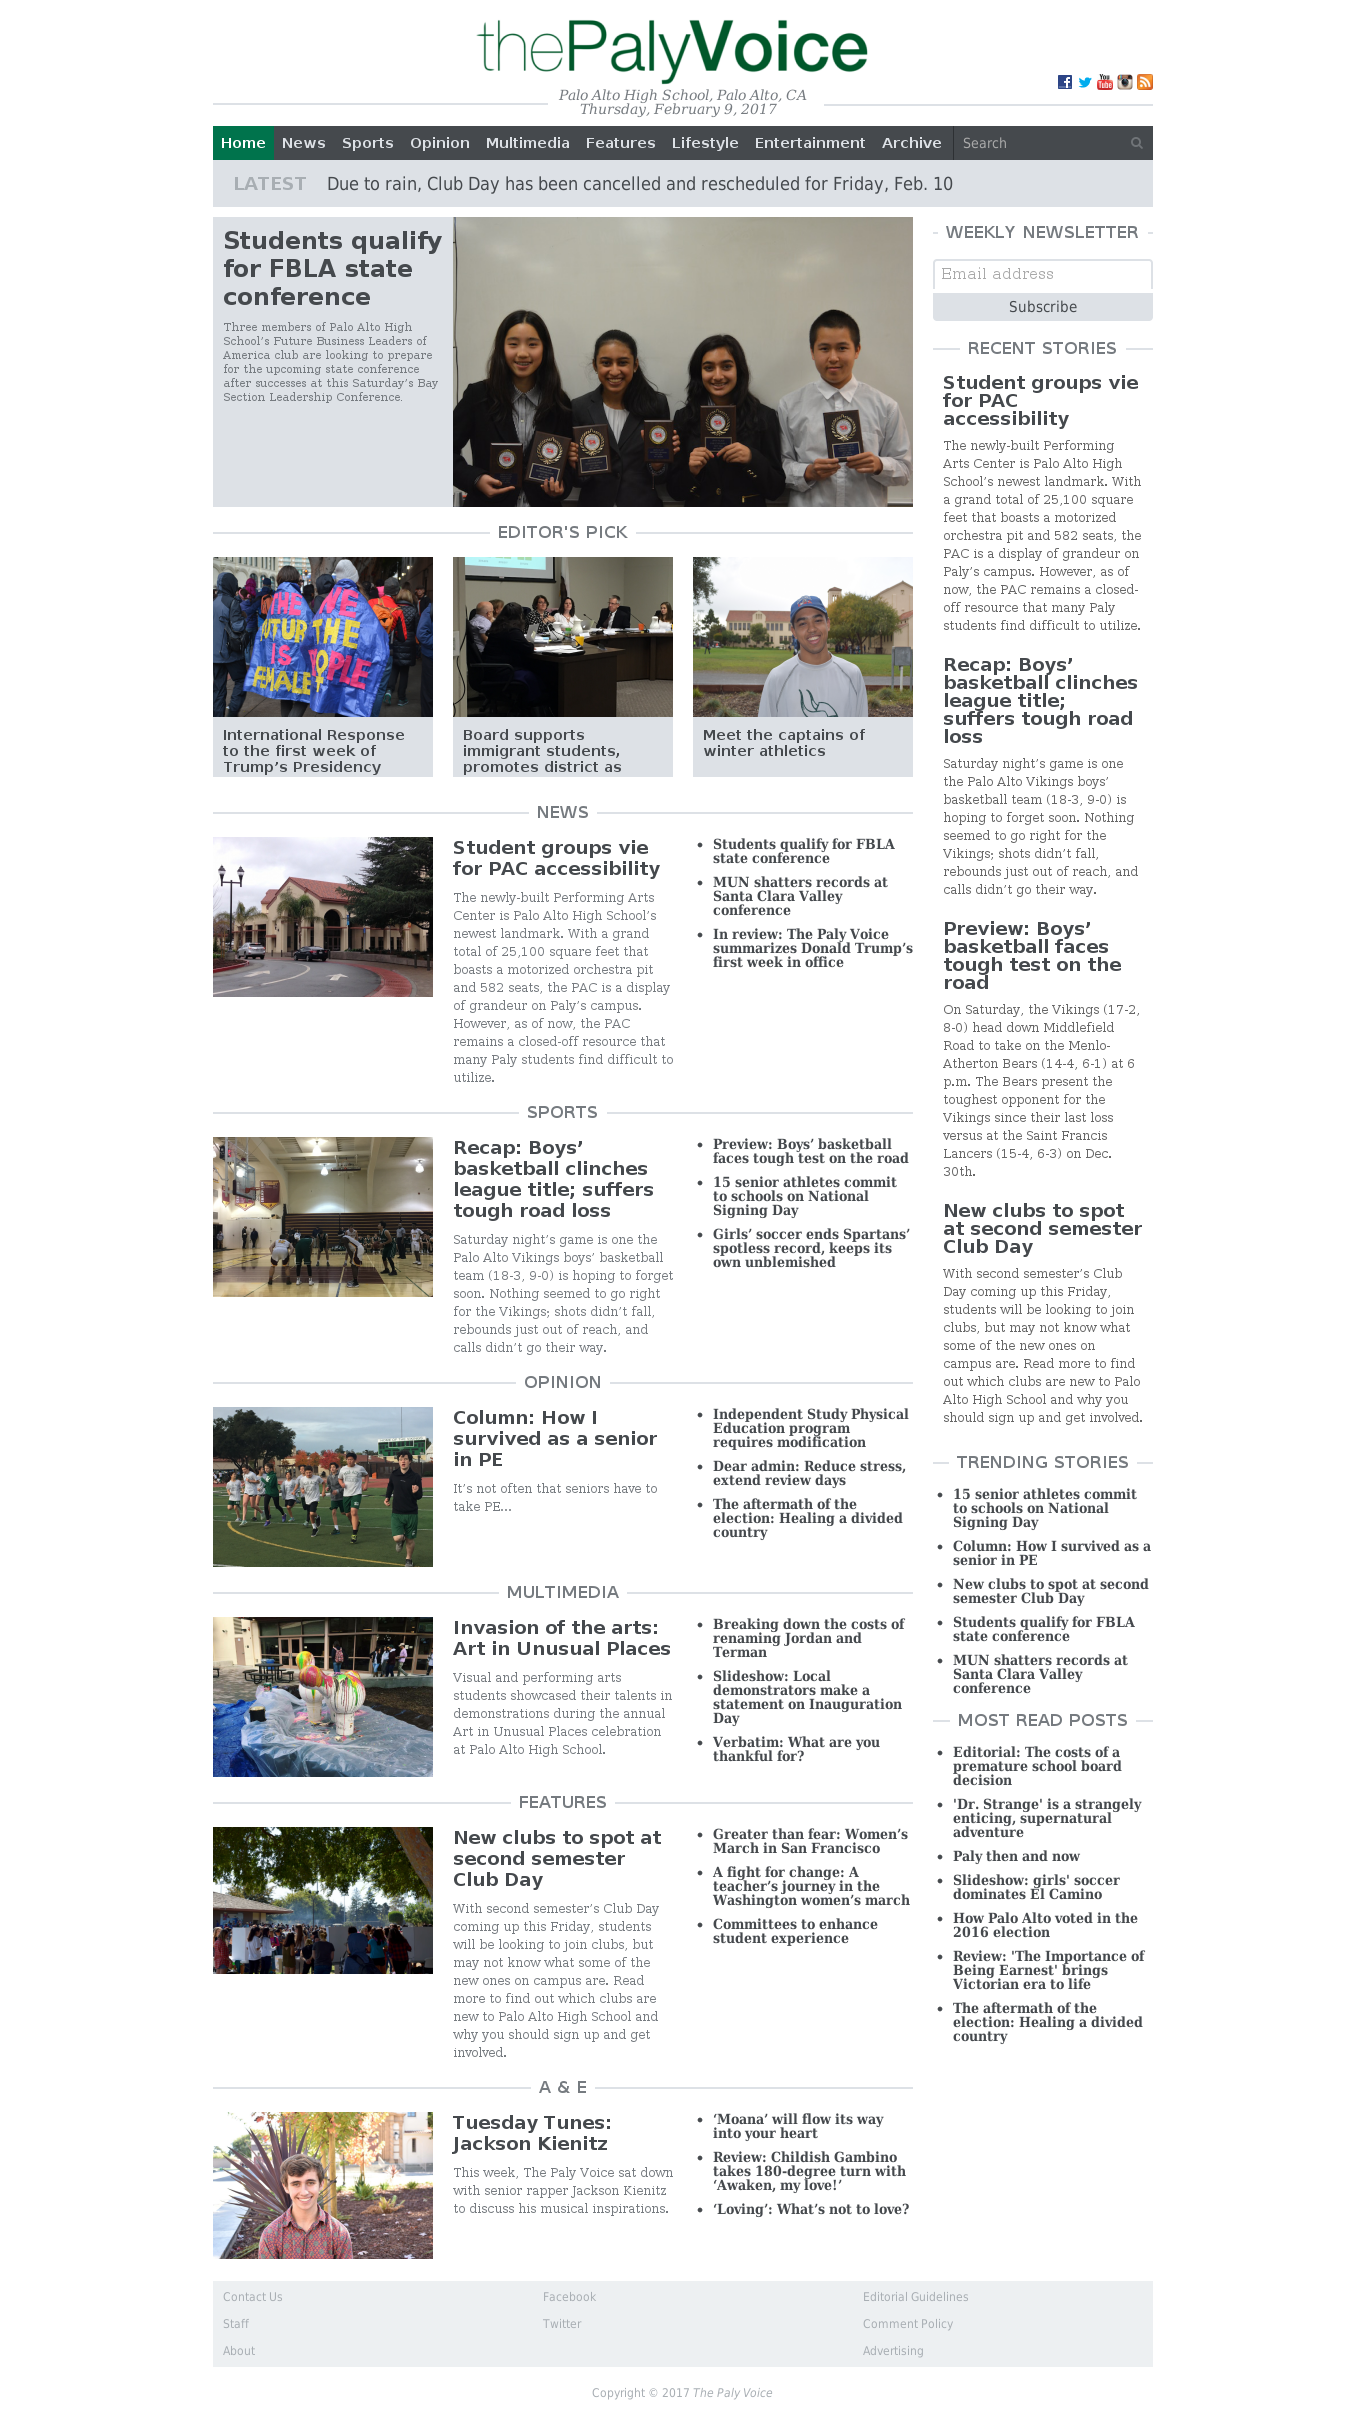 thePalyVoice
Palo Alto High School, Palo Alto, CA
Thursday, February 9, 2017
Home News Sports Opinion Multimedia Features Lifestyle Entertainment Archive Search
LATEST Due to rain, Club Day has been cancelled and rescheduled for Friday, Feb. 10
Students qualify
for FBLA state
conference
Three members of Palo Alto High
School’s Future Business Leaders of
America club are looking to prepare
for the upcoming state conference
after successes at this Saturday’s Bay
Section Leadership Conference.
EDITOR'S PICK
THE
FUTUR
IS
FEMALE
WE
THE
PEOPLE
International Response
to the first week of
Trump’s Presidency
Board supports
immigrant students,
promotes district as
Meet the captains of
winter athletics
NEWS
Student groups vie
for PAC accessibility
The newly-built Performing Arts
Center is Palo Alto High School’s
newest landmark. With a grand
total of 25,100 square feet that
boasts a motorized orchestra pit
and 582 seats, the PAC is a display
of grandeur on Paly’s campus.
However, as of now, the PAC
remains a closed-off resource that
many Paly students find difficult to
utilize.
• Students qualify for FBLA
state conference
• MUN shatters records at
Santa Clara Valley
conference
• In review: The Paly Voice
summarizes Donald Trump’s
first week in office
SPORTS
Recap: Boys’
basketball clinches
league title; suffers
tough road loss
Saturday night’s game is one the
Palo Alto Vikings boys’ basketball
team (18-3, 9-0) is hoping to forget
soon. Nothing seemed to go right
for the Vikings; shots didn’t fall,
rebounds just out of reach, and
calls didn’t go their way.
• Preview: Boys’ basketball
faces tough test on the road
• 15 senior athletes commit
to schools on National
Signing Day
• Girls’ soccer ends Spartans’
spotless record, keeps its
own unblemished
OPINION
Column: How I
survived as a senior
in PE
It’s not often that seniors have to
take PE...
• Independent Study Physical
Education program
requires modification
• Dear admin: Reduce stress,
extend review days
• The aftermath of the
election: Healing a divided
country
MULTIMEDIA
Invasion of the arts:
Art in Unusual Places
Visual and performing arts
students showcased their talents in
demonstrations during the annual
Art in Unusual Places celebration
at Palo Alto High School.
• Breaking down the costs of
renaming Jordan and
Terman
• Slideshow: Local
demonstrators make a
statement on Inauguration
Day
• Verbatim: What are you
thankful for?
FEATURES
New clubs to spot at
second semester
Club Day
With second semester’s Club Day
coming up this Friday, students
will be looking to join clubs, but
may not know what some of the
new ones on campus are. Read
more to find out which clubs are
new to Palo Alto High School and
why you should sign up and get
involved.
• Greater than fear: Women’s
March in San Francisco
• A fight for change: A
teacher’s journey in the
Washington women’s march
• Committees to enhance
student experience
A & E
Tuesday Tunes:
Jackson Kienitz
This week, The Paly Voice sat down
with senior rapper Jackson Kienitz
to discuss his musical inspirations.
• ‘Moana’ will flow its way
into your heart
• Review: Childish Gambino
takes 180-degree turn with
‘Awaken, my love!’
• ‘Loving’: What’s not to love?
WEEKLY NEWSLETTER
Email address
Subscribe
RECENT STORIES
Student groups vie
for PAC
accessibility
The newly-built Performing
Arts Center is Palo Alto High
School’s newest landmark. With
a grand total of 25,100 square
feet that boasts a motorized
orchestra pit and 582 seats, the
PAC is a display of grandeur on
Paly’s campus. However, as of
now, the PAC remains a closed-
off resource that many Paly
students find difficult to utilize.
Recap: Boys’
basketball clinches
league title;
suffers tough road
loss
Saturday night’s game is one
the Palo Alto Vikings boys’
basketball team (18-3, 9-0) is
hoping to forget soon. Nothing
seemed to go right for the
Vikings; shots didn’t fall,
rebounds just out of reach, and
calls didn’t go their way.
Preview: Boys’
basketball faces
tough test on the
road
On Saturday, the Vikings (17-2,
8-0) head down Middlefield
Road to take on the Menlo-
Atherton Bears (14-4, 6-1) at 6
p.m. The Bears present the
toughest opponent for the
Vikings since their last loss
versus at the Saint Francis
Lancers (15-4, 6-3) on Dec.
30th.
New clubs to spot
at second semester
Club Day
With second semester’s Club
Day coming up this Friday,
students will be looking to join
clubs, but may not know what
some of the new ones on
campus are. Read more to find
out which clubs are new to Palo
Alto High School and why you
should sign up and get involved.
TRENDING STORIES
• 15 senior athletes commit
to schools on National
Signing Day
• Column: How I survived as a
senior in PE
• New clubs to spot at second
semester Club Day
• Students qualify for FBLA
state conference
• MUN shatters records at
Santa Clara Valley
conference
MOST READ POSTS
• Editorial: The costs of a
premature school board
decision
• 'Dr. Strange' is a strangely
enticing, supernatural
adventure
• Paly then and now
• Slideshow: girls' soccer
dominates El Camino
• How Palo Alto voted in the
2016 election
• Review: 'The Importance of
Being Earnest' brings
Victorian era to life
• The aftermath of the
election: Healing a divided
country
Contact Us
Staff
About
Facebook
Twitter
Editorial Guidelines
Comment Policy
Advertising
Copyright © 2017 The Paly Voice